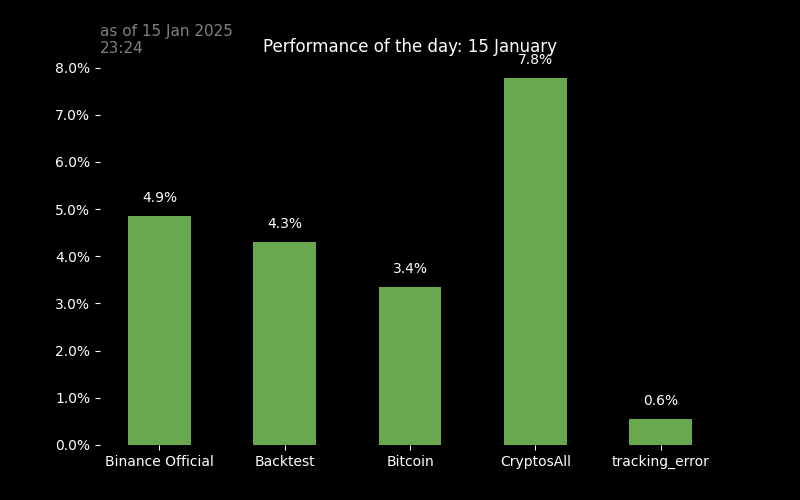 as of 15 Jan 2025
23:24
Performance of the day: 15 January
8.0%
7.0%
6.0%
5.0%
4.0%
3.0%
2.0%
1.0%
0.0%
4.9%
4.3%
3.4%
7.8%
0.6%
Binance Official
Backtest
Bitcoin
CryptosAll
tracking_error